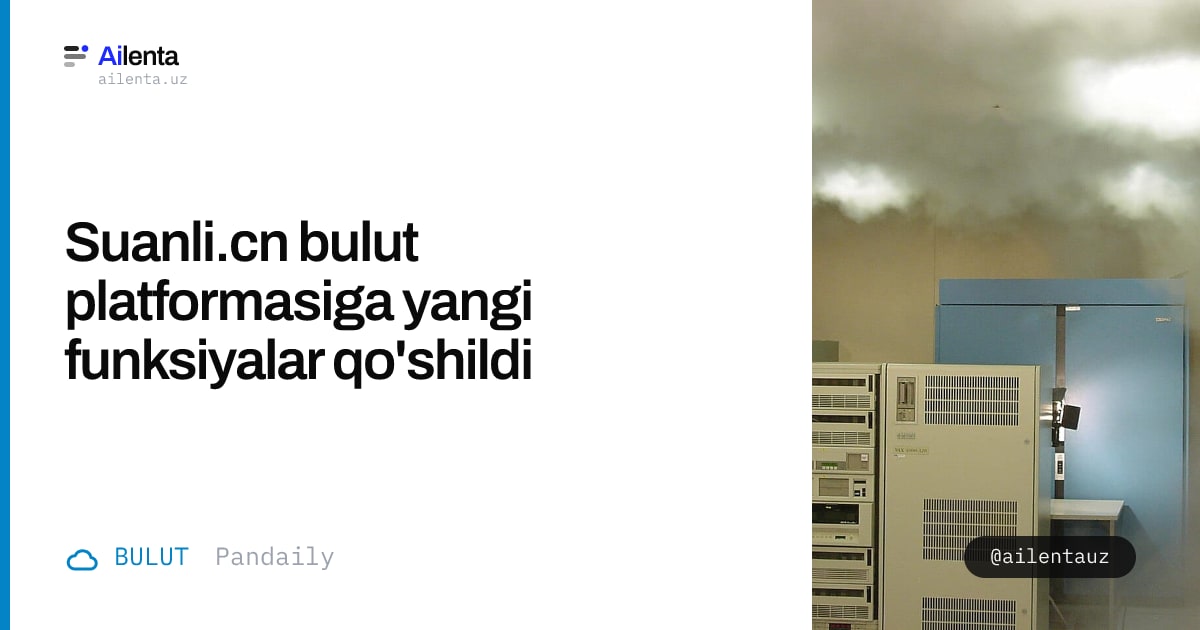 Ailenta
ailenta.uz
Suanli.cn bulut
platformasiga yangi
funksiyalar qo'shildi
BULUT Pandaily
@ailentauz